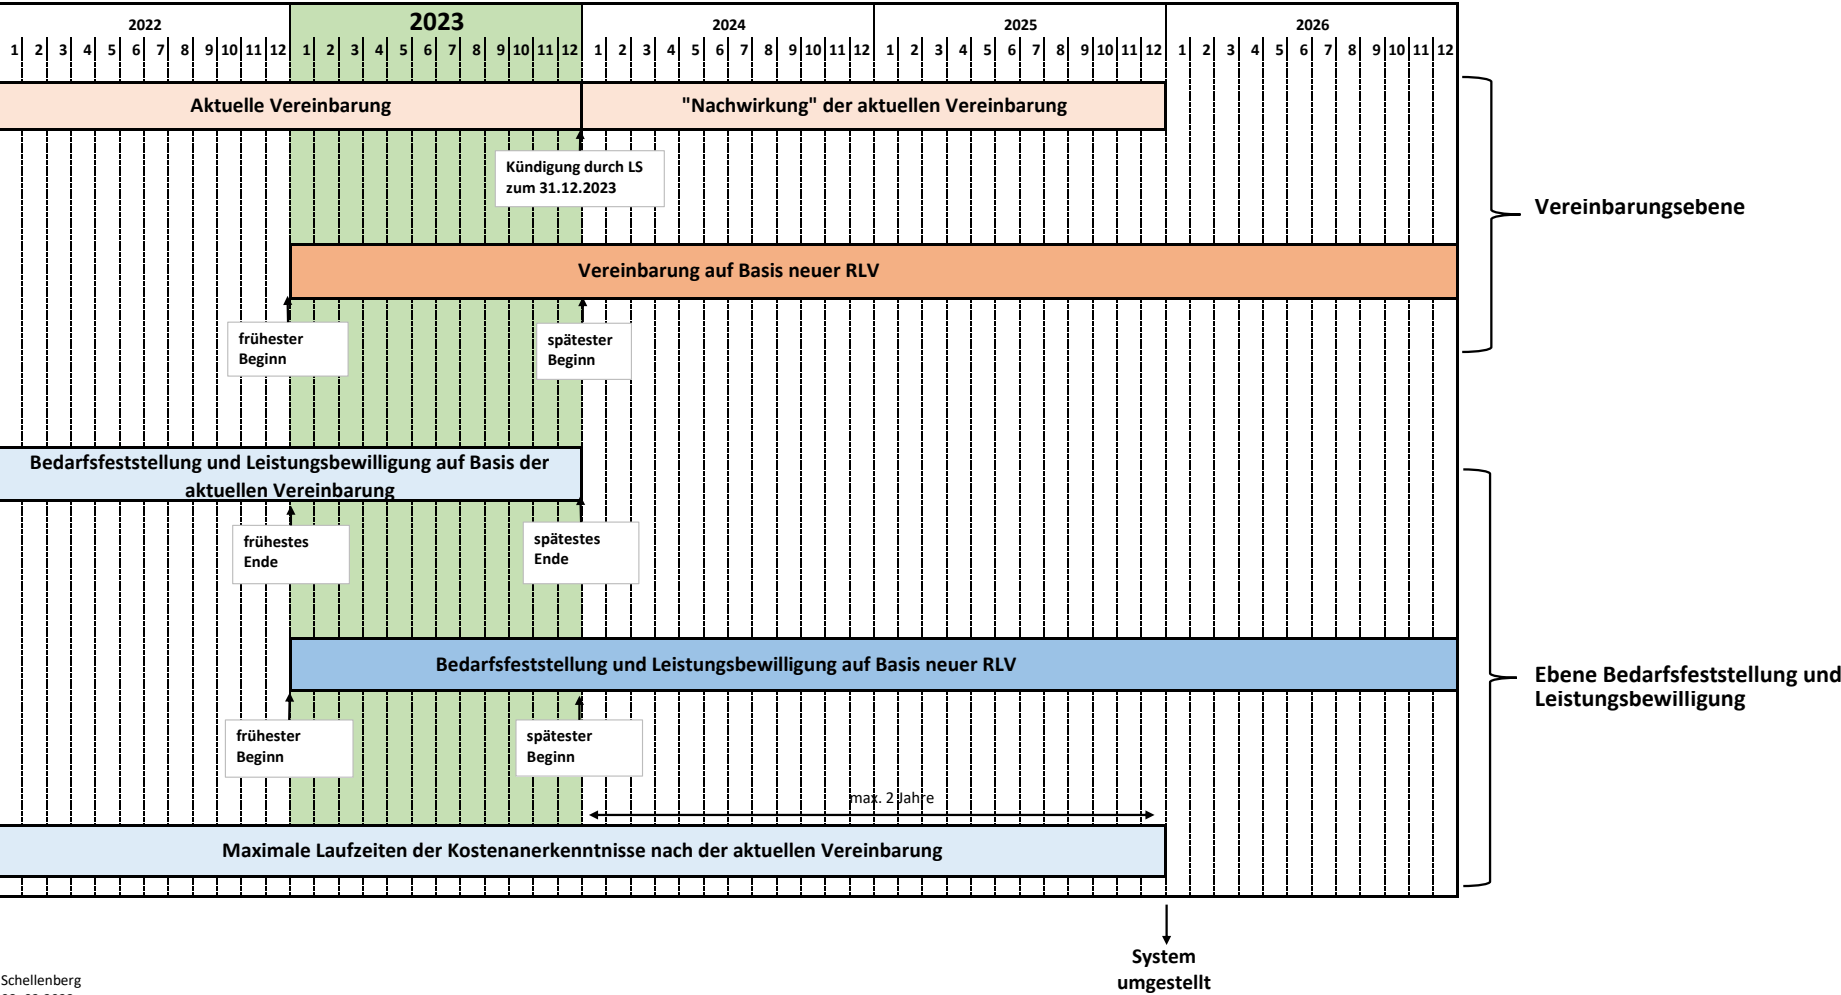 2022 2023 2024 2025 2026
1 2 3 4 5 6 7 8 9 10 11 12 1 2 3 4 5 6 7 8 9 10 11 12 1 2 3 4 5 6 7 8 9 10 11 12 1 2 3 4 5 6 7 8 9 10 11 12 1 2 3 4 5 6 7 8 9 10 11 12
Aktuelle Vereinbarung
"Nachwirkung" der aktuellen Vereinbarung
Kündigung durch LS
zum 31.12.2023
Vereinbarungsebene
Vereinbarung auf Basis neuer RLV
frühester
Beginn
spätester
Beginn
Bedarfsfeststellung und Leistungsbewilligung auf Basis der
aktuellen Vereinbarung
frühestes
Ende
spätestes
Ende
Bedarfsfeststellung und Leistungsbewilligung auf Basis neuer RLV
Ebene Bedarfsfeststellung und
Leistungsbewilligung
frühester
Beginn
spätester
Beginn
max. 2 Jahre
Maximale Laufzeiten der Kostenanerkenntnisse nach der aktuellen Vereinbarung
System
umgestellt
Schellenberg